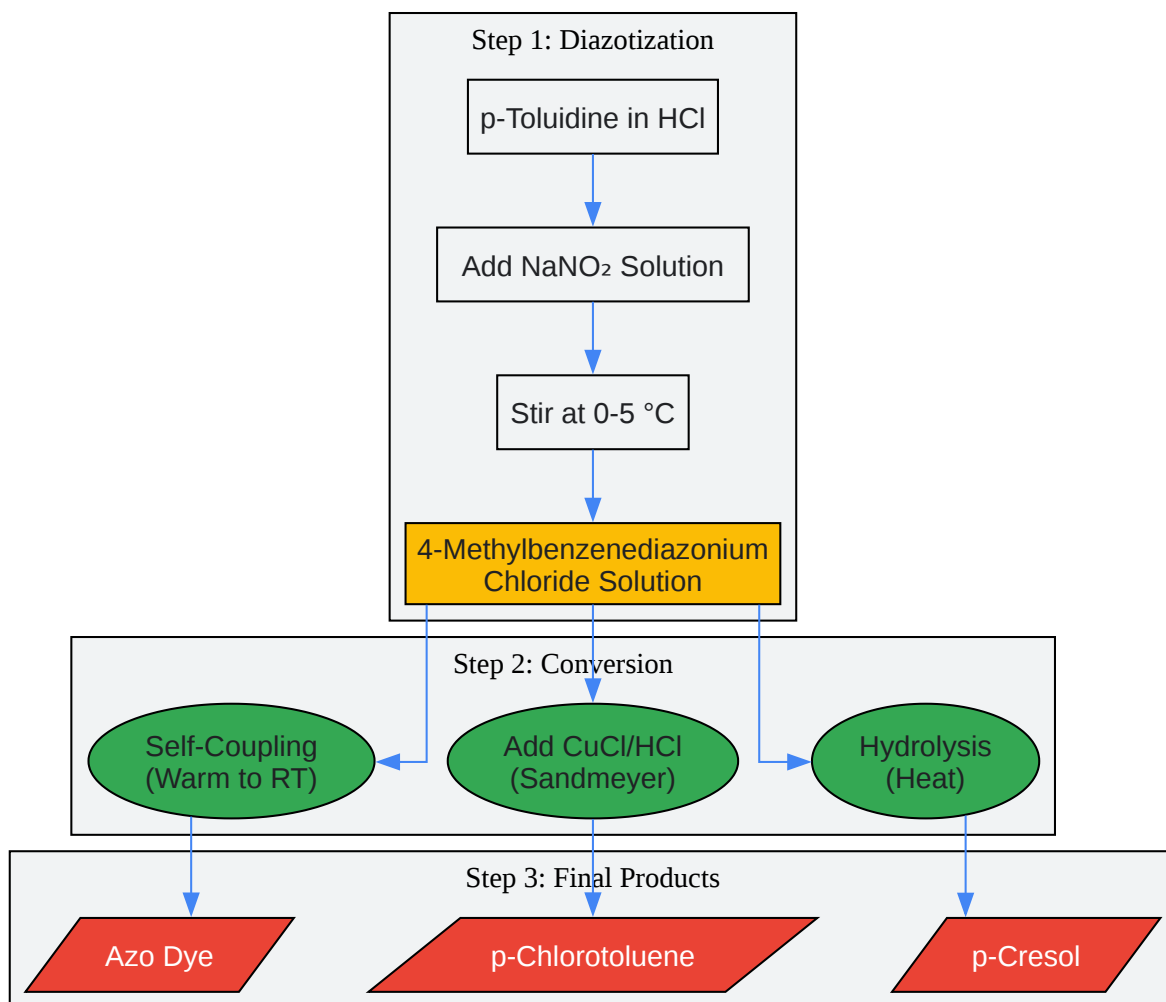 Step 1: Diazotization
p-Toluidine in HCl
Add NaNO₂ Solution
Stir at 0-5 °C
4-Methylbenzenediazonium
Chloride Solution
Step 2: Conversion
Self-Coupling
(Warm to RT)
Add CuCl/HCl
(Sandmeyer)
Hydrolysis
(Heat)
Step 3: Final Products
Azo Dye
p-Chlorotoluene
p-Cresol